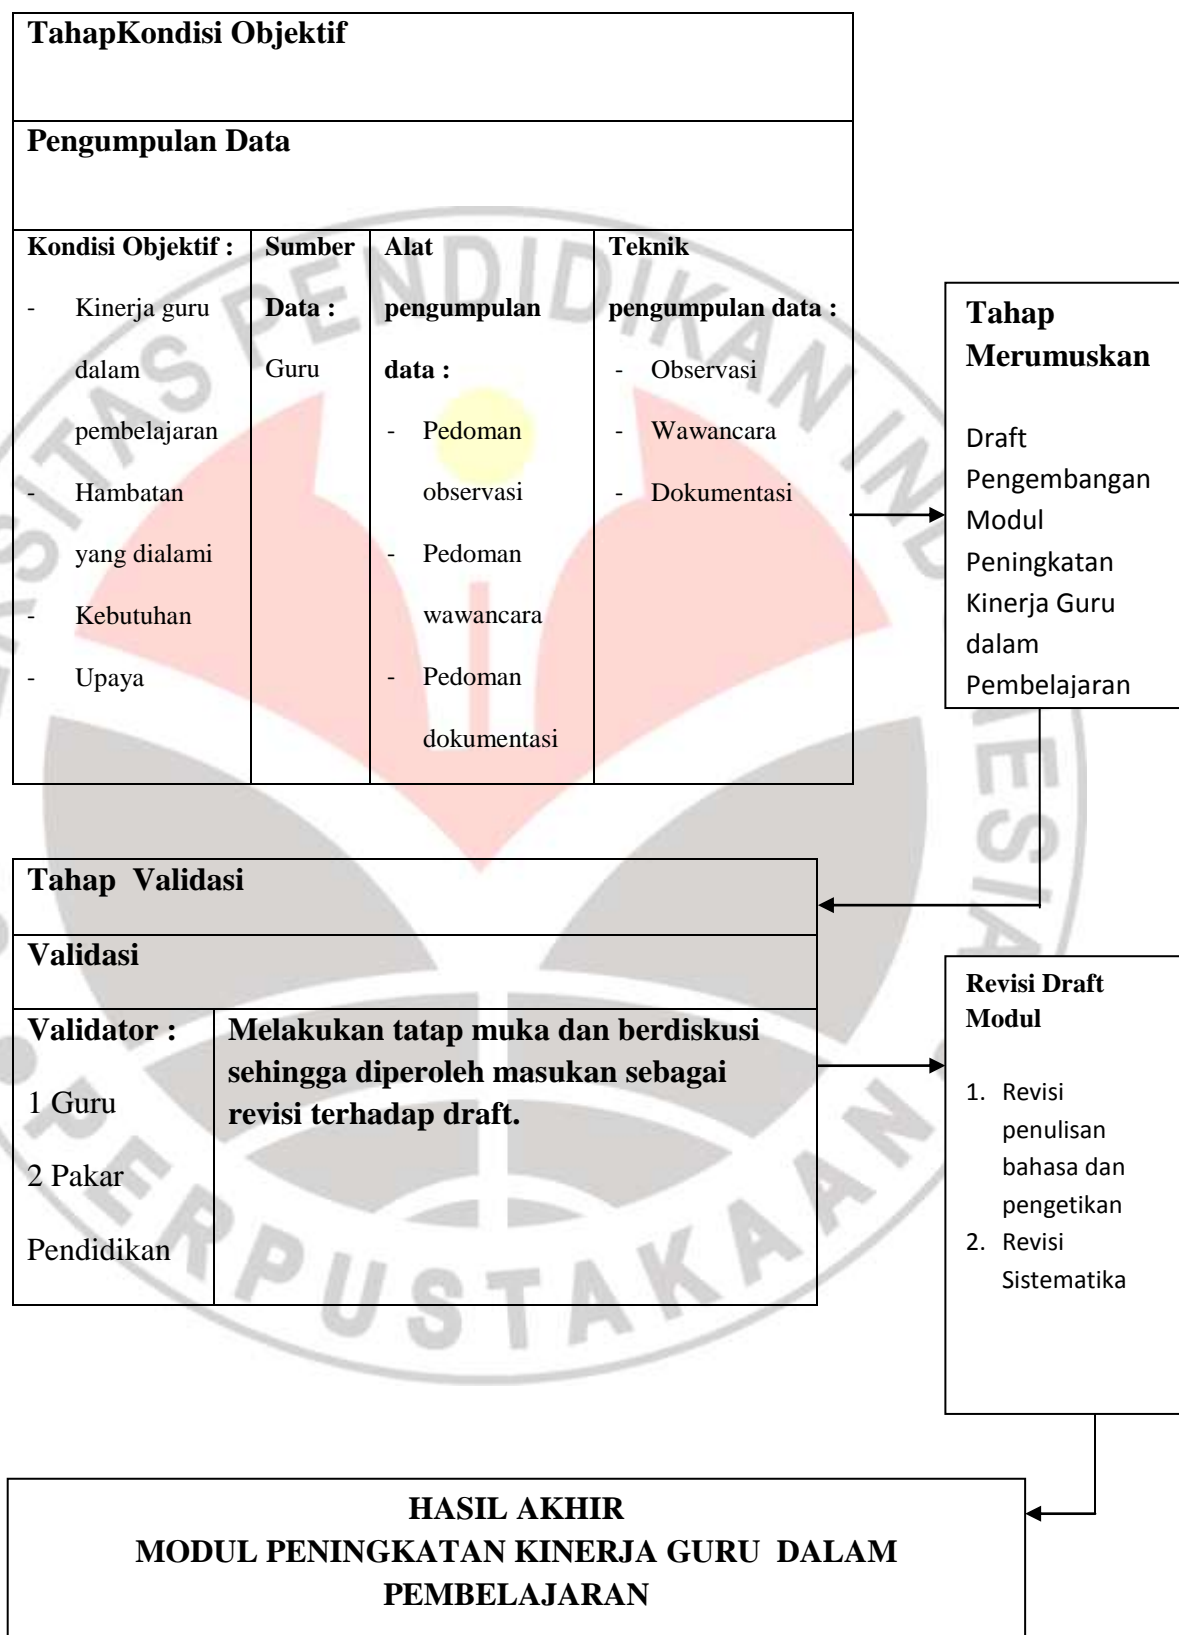 TahapKondisi Objektif
Pengumpulan Data
Kondisi Objektif :
- Kinerja guru
dalam
pembelajaran
- Hambatan
yang dialami
- Kebutuhan
- Upaya
Sumber
Data :
Guru
Alat
pengumpulan
data :
- Pedoman
observasi
- Pedoman
wawancara
- Pedoman
dokumentasi
Teknik
pengumpulan data :
- Observasi
- Wawancara
- Dokumentasi
Tahap
Merumuskan
Draft
Pengembangan
Modul
Peningkatan
Kinerja Guru
dalam
Pembelajaran
Tahap Validasi
Validasi
Validator :
1 Guru
2 Pakar
Pendidikan
Melakukan tatap muka dan berdiskusi
sehingga diperoleh masukan sebagai
revisi terhadap draft.
Revisi Draft
Modul
1. Revisi
penulisan
bahasa dan
pengetikan
2. Revisi
Sistematika
HASIL AKHIR
MODUL PENINGKATAN KINERJA GURU DALAM
PEMBELAJARAN
PENDIDIKAN INDONESIA
PERPUSTAKAAN